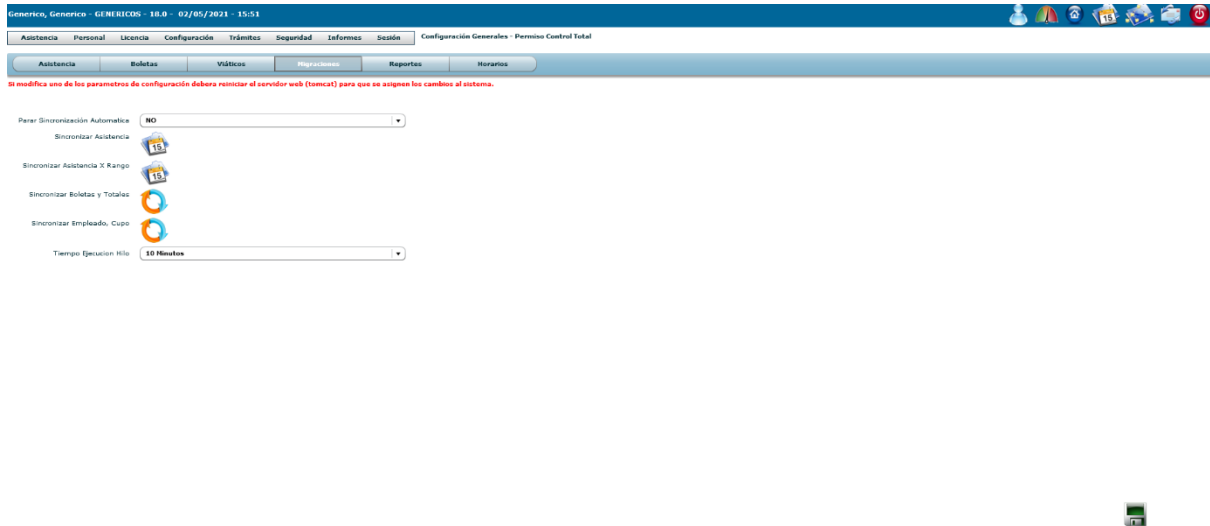 Generico, Generico - GENERICOS - 10.0 - 02/05/2021 - 15:51
Asistencia Personal Licencia Configuración Trámites Seguridad Informes Sesión Configuración Generales - Permiso Control Total
Asistencia Boletas Viáticos Migraciones Reportes Horarios
Si modifica uno de los parametros de configuración debera reiniciar el servidor web (tomcat) para que se asignen los cambios al sistema.
Parar Sincronización Automatica NO
Sincronizar Asistencia
15
Sincronizar Asistencia X Rango
15
Sincronizar Boletas y Totales
Sincronizar Empleado, Cupo
Tiempo Ejecucion Hilo 10 Minutos